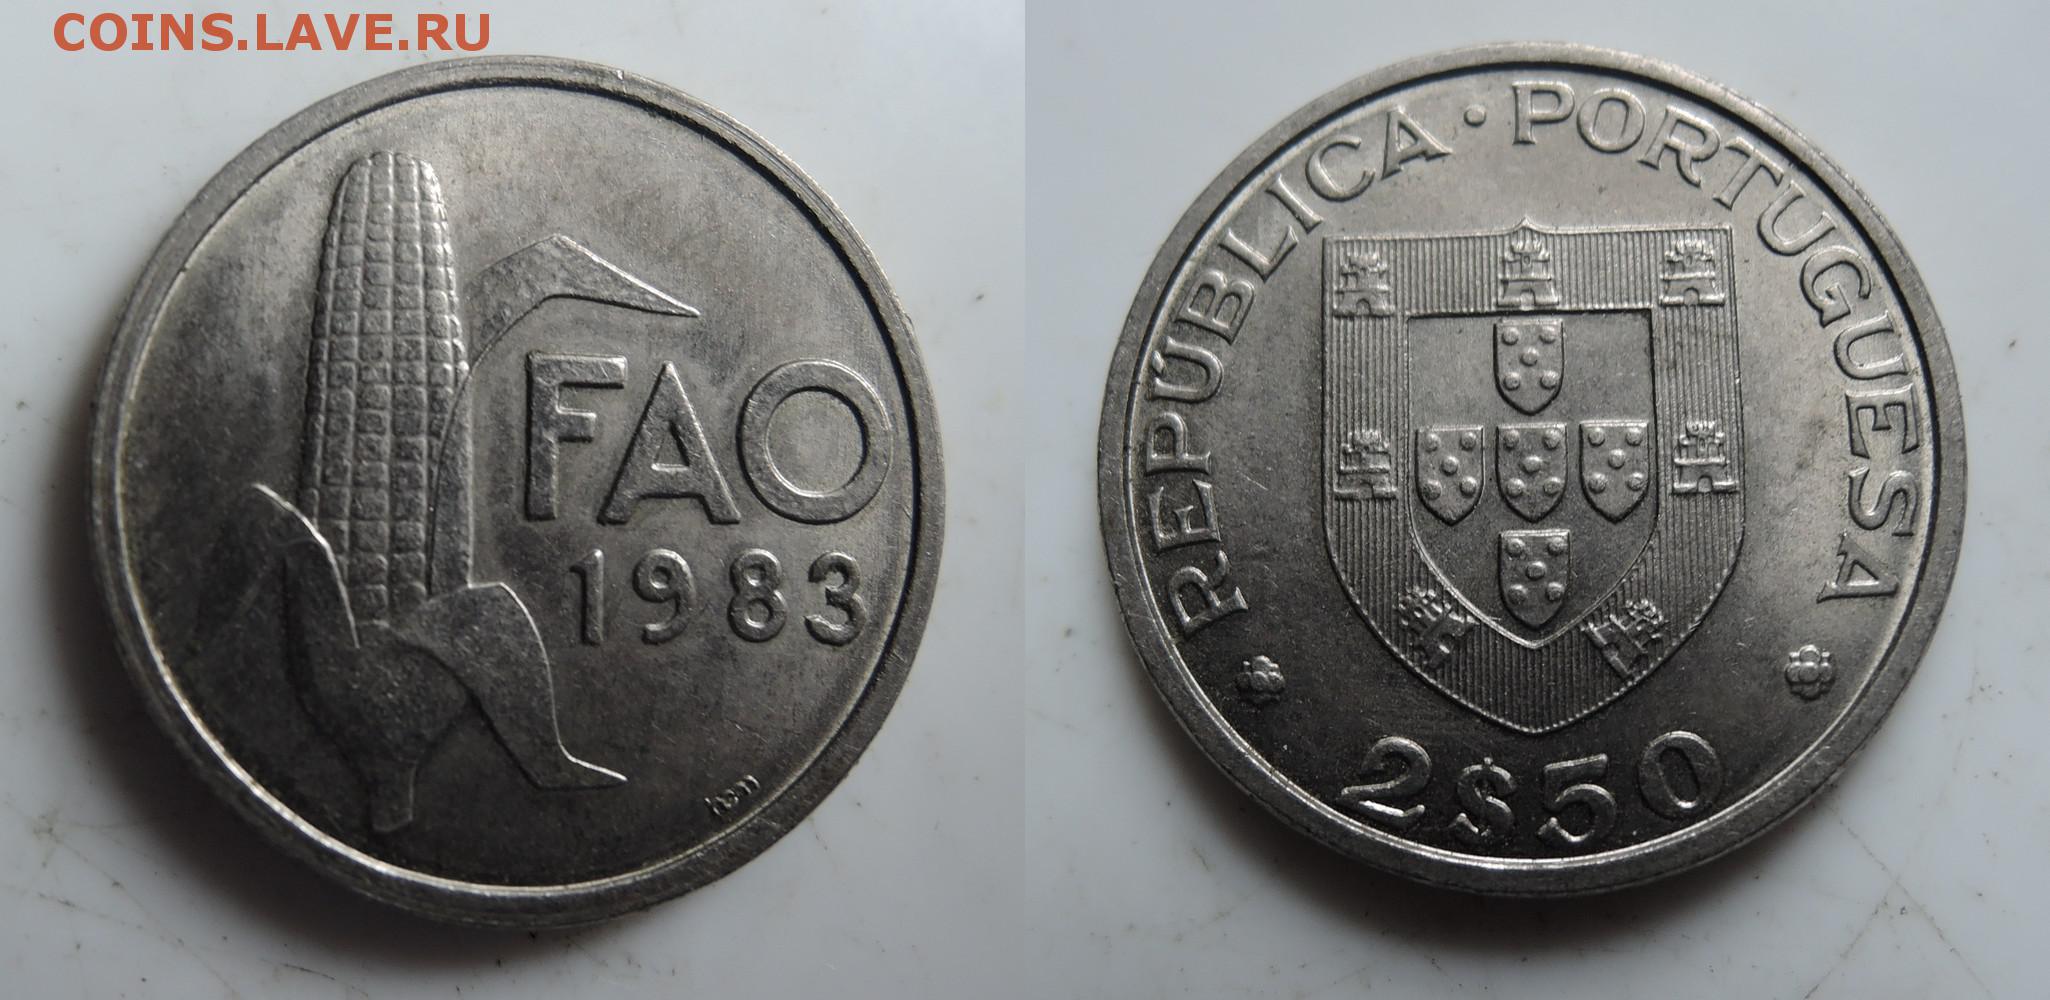 COINS.LAVE.RU
FAO
1983
REPÚBLICA · PORTUGUESA
2$50